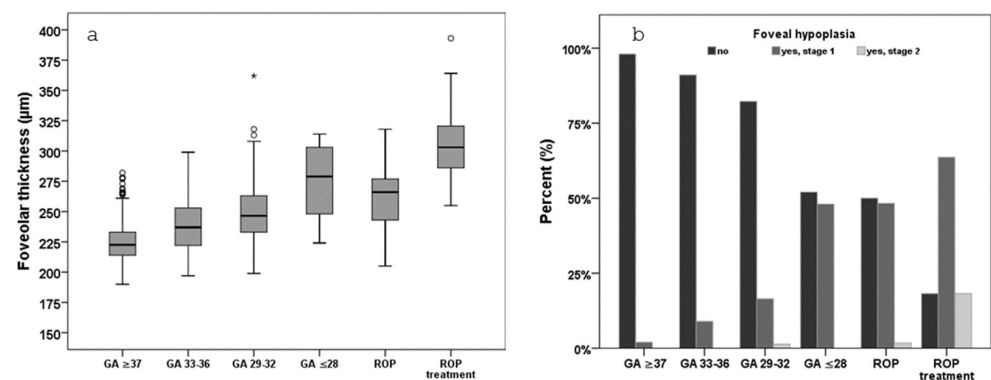 a
Foveolar thickness (µm)
400
375
350
325
300
275
250
225
200
175
150
GA ≥37
GA 33-36
GA 29-32
GA ≤28
ROP
ROP
treatment
b
Foveal hypoplasia
no
yes, stage 1
yes, stage 2
Percent (%)
100%
75%
50%
25%
0%
GA ≥37
GA 33-36
GA 29-32
GA ≤28
ROP
ROP
treatment